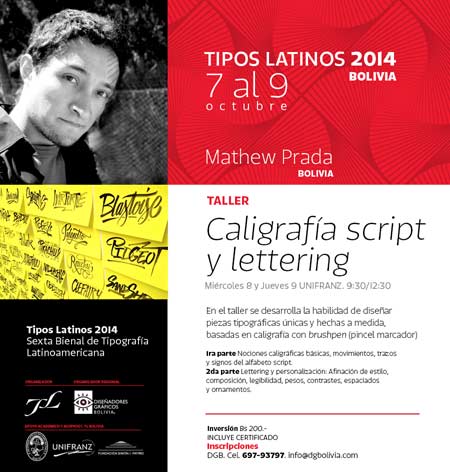 TIPOS LATINOS 2014
BOLIVIA
7 al 9
octubre
Mathew Prada
BOLIVIA
Blastoise
PIDGEOT
TALLER
Caligrafía script
y lettering
Miércoles 8 y Jueves 9 UNIFRANZ. 9:30/12:30
En el taller se desarrolla la habilidad de diseñar
piezas tipográficas únicas y hechas a medida,
basadas en caligrafía con brushpen (pincel marcador)
1ra parte Nociones caligráficas básicas, movimientos, trazos
y signos del alfabeto script.
2da parte Lettering y personalización: Afinación de estilo,
composición, legibilidad, pesos, contrastes, espaciados
y ornamentos.
Inversión Bs 200.-
INCLUYE CERTIFICADO
Inscripciones
DGB. Cel. 697-93797. info@dgbolivia.com
Tipos Latinos 2014
Sexta Bienal de Tipografía
Latinoamericana
ORGANIZADOR
ORGANIZADOR REGIONAL
TL
DISEÑADORES
GRÁFICOS
BOLIVIA.
UNIFRANZ
FUNDACIÓN SIMÓN I. PATIÑO